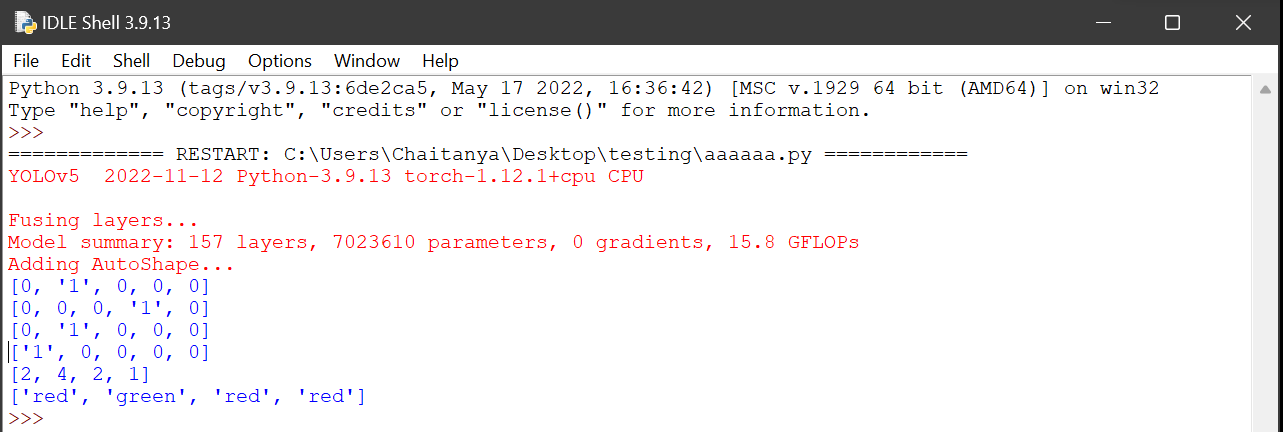 IDLE Shell 3.9.13
File Edit Shell Debug Options Window Help
Python 3.9.13 (tags/v3.9.13:6de2ca5, May 17 2022, 16:36:42) [MSC v.1929 64 bit (AMD64)] on win32
Type "help", "copyright", "credits" or "license()" for more information.
>>>
============= RESTART: C:\Users\Chaitanya\Desktop\testing\aaaaaa.py ============
YOLOv5  2022-11-12 Python-3.9.13 torch-1.12.1+cpu CPU
Fusing layers...
Model summary: 157 layers, 7023610 parameters, 0 gradients, 15.8 GFLOPs
Adding AutoShape...
[0, '1', 0, 0, 0]
[0, 0, 0, '1', 0]
[0, '1', 0, 0, 0]
['1', 0, 0, 0, 0]
[2, 4, 2, 1]
['red', 'green', 'red', 'red']
>>>